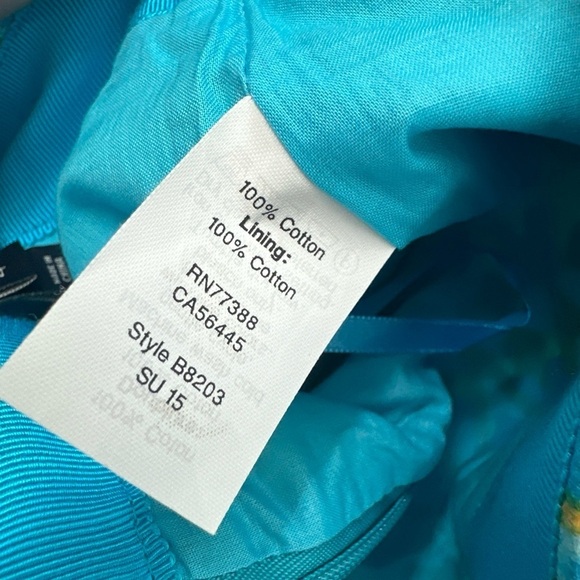 100% Cotton
Lining:
100% Cotton
RN77388
CA56445
Style B8203
SU 15